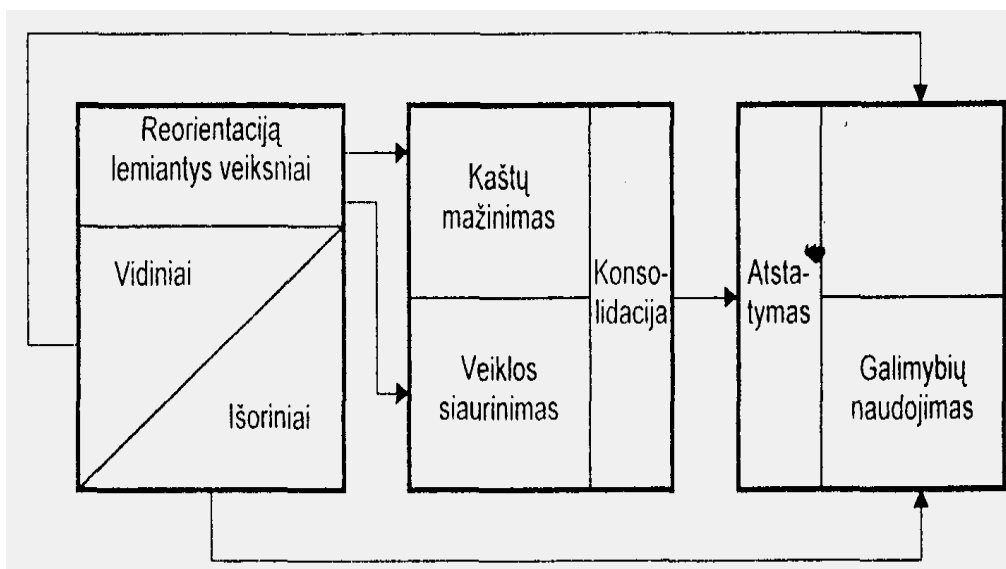 Reorientaciją
lemiantys veiksniai
Vidiniai
Išoriniai
Kaštų
mažinimas
Veiklos
siaurinimas
Konso-
lidacija
Atsta-
tymas
Galimybių
naudojimas